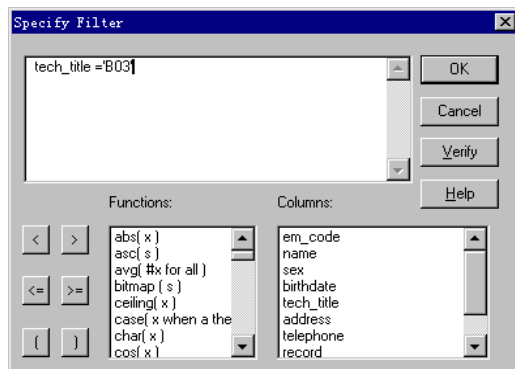 Specify Filter
tech_title ='B03'
OK
Cancel
Verify
Help
Functions:
Columns:
< >
<= >=
( )
abs( x )
asc( s )
avg( #x for all )
bitmap ( s )
ceiling( x )
case( x when a the
char( x )
cos( x )
em_code
name
sex
birthdate
tech_title
address
telephone
record